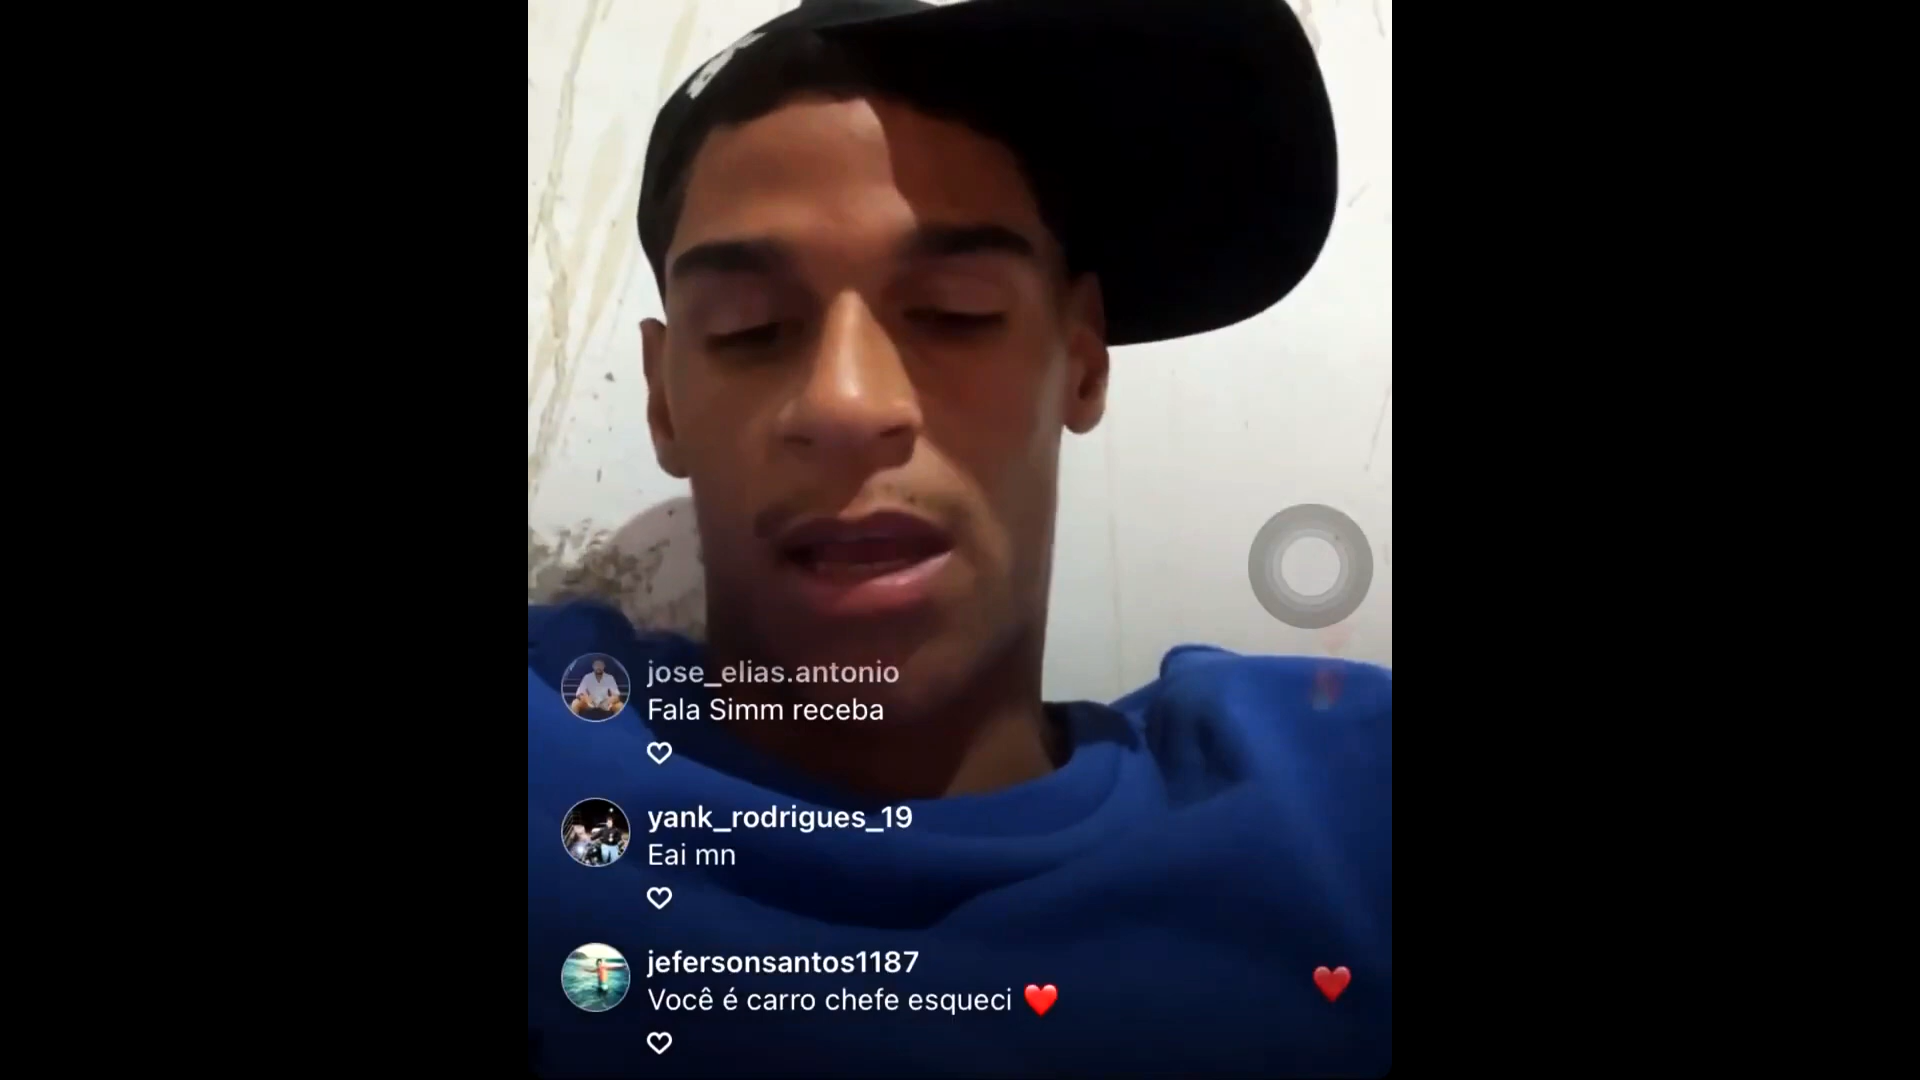 jose_elias.antonio
Fala Simm receba
yank_rodrigues_19
Eai mn
jefersonsantos1187
Você é carro chefe esqueci ❤️